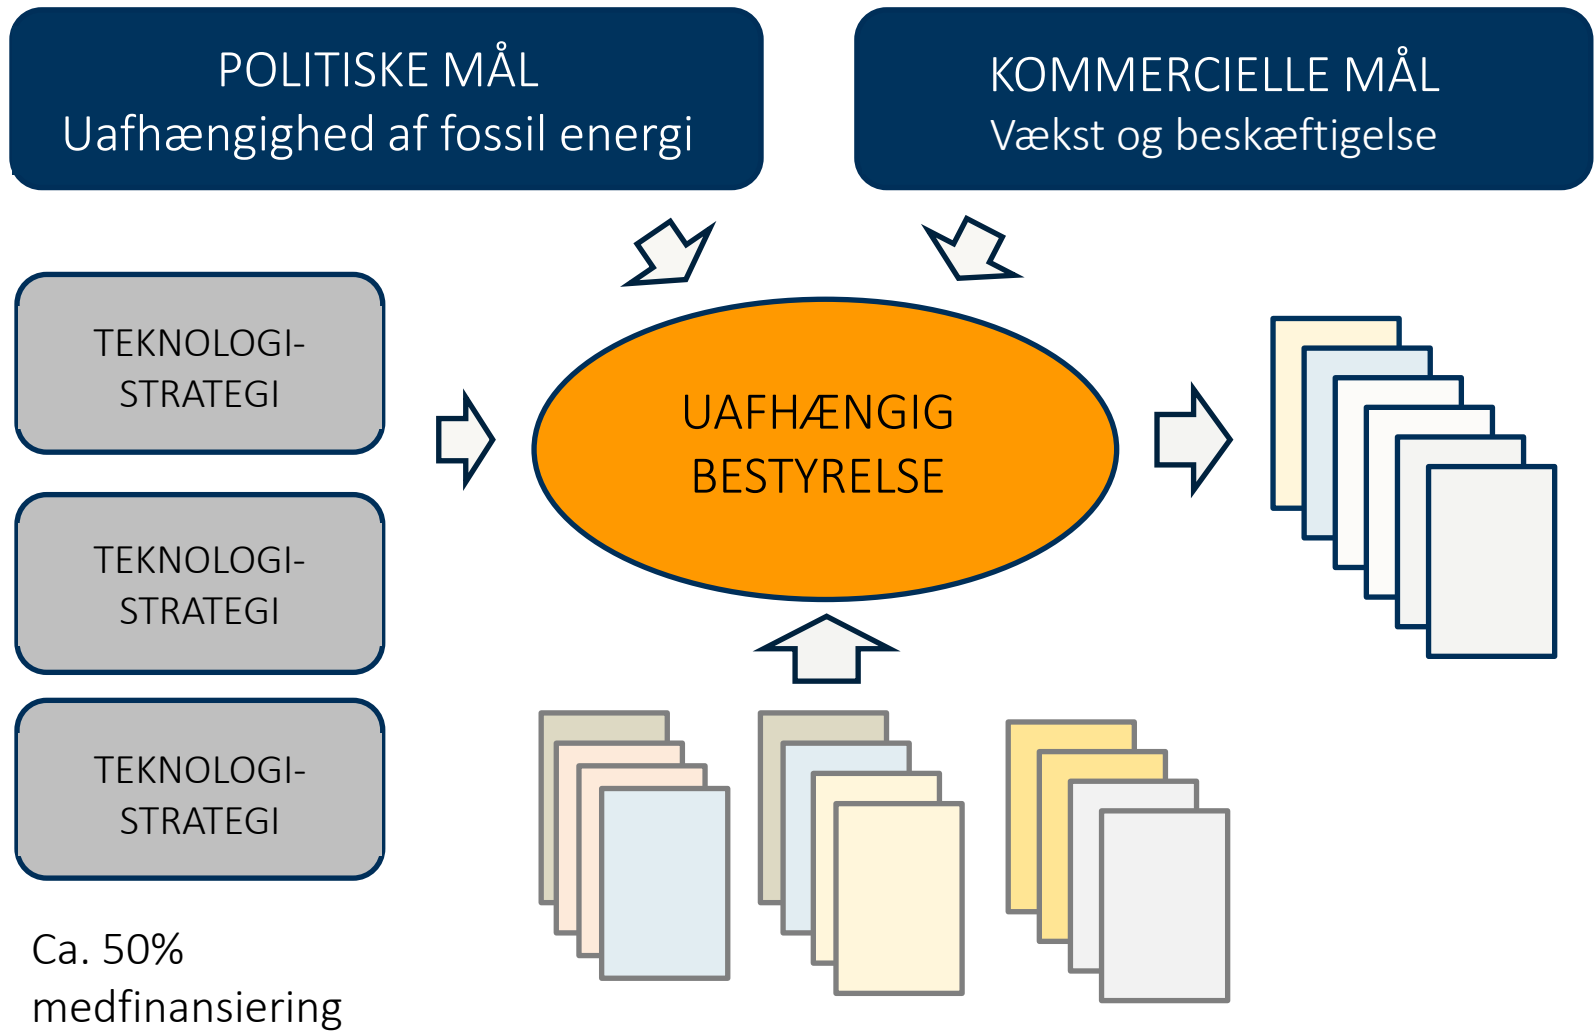 POLITISKE MÅL
Uafhængighed af fossil energi
KOMMERCIELLE MÅL
Vækst og beskæftigelse
TEKNOLOGI-
STRATEGI
UAFHÆNGIG
BESTYRELSE
TEKNOLOGI-
STRATEGI
TEKNOLOGI-
STRATEGI
Ca. 50%
medfinansiering